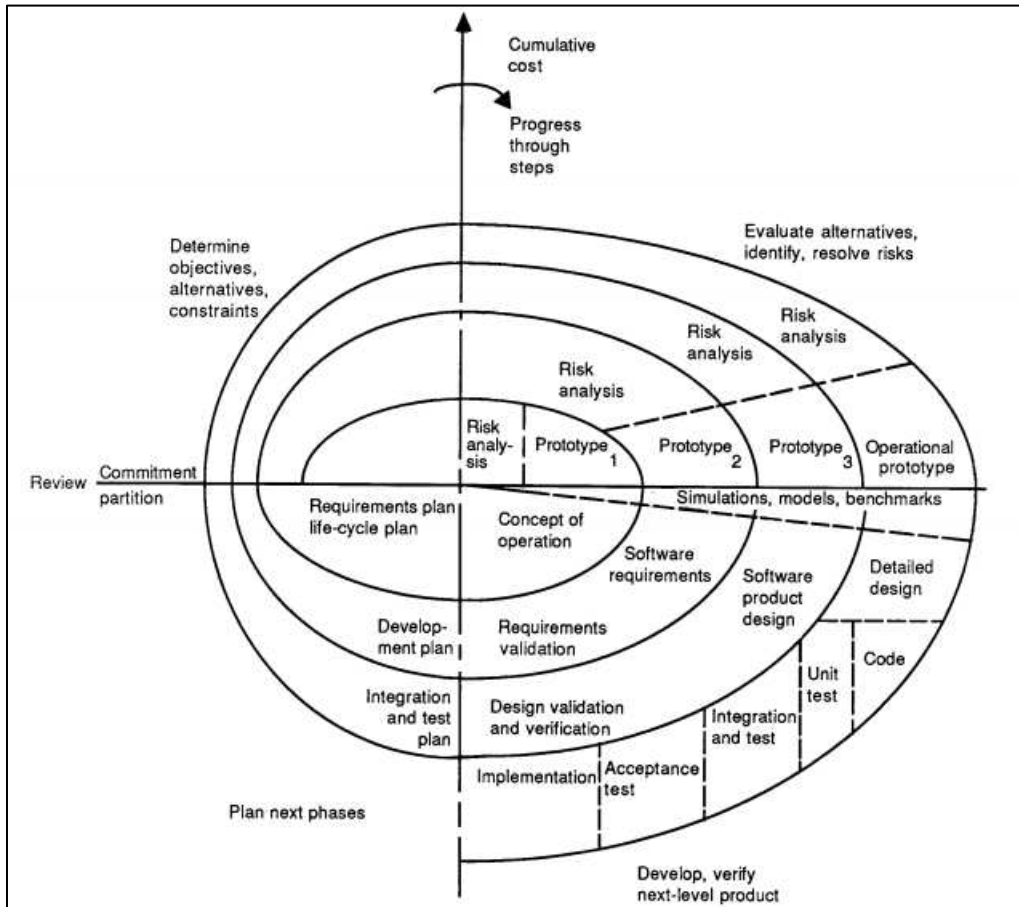 Cumulative
cost
Progress
through
steps
Evaluate alternatives,
identify, resolve risks
Determine
objectives,
alternatives,
constraints
Risk
analysis
Risk
analysis
Risk
analysis
Risk
analy-
sis
Prototype 1
Prototype 2
Prototype 3
Operational
prototype
Review
Commitment
partition
Simulations, models, benchmarks
Requirements plan
life-cycle plan
Concept of
operation
Software
requirements
Software
product
design
Detailed
design
Develop-
ment plan
Requirements
validation
Code
Unit
test
Integration
and test
plan
Design validation
and verification
Integration
and test
Acceptance
test
Implementation
Plan next phases
Develop, verify
next-level product